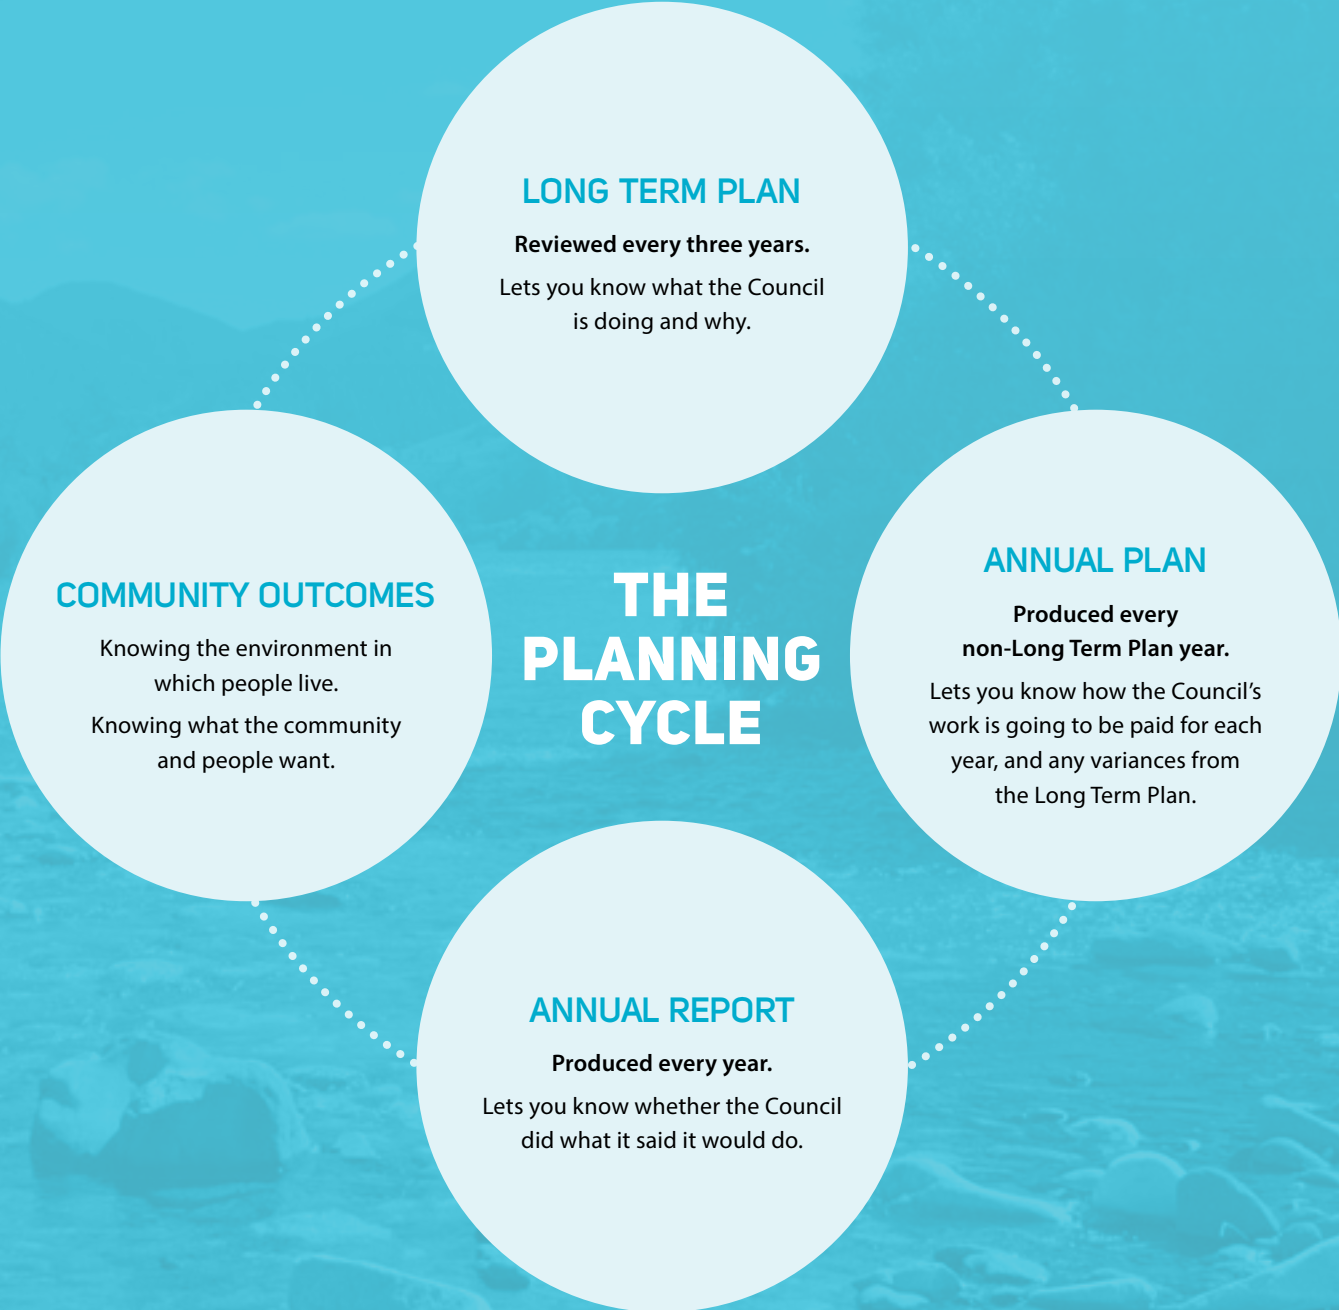 LONG TERM PLAN
Reviewed every three years.
Lets you know what the Council
is doing and why.
COMMUNITY OUTCOMES
Knowing the environment in
which people live.
Knowing what the community
and people want.
THE
PLANNING
CYCLE
ANNUAL PLAN
Produced every
non-Long Term Plan year.
Lets you know how the Council’s
work is going to be paid for each
year, and any variances from
the Long Term Plan.
ANNUAL REPORT
Produced every year.
Lets you know whether the Council
did what it said it would do.